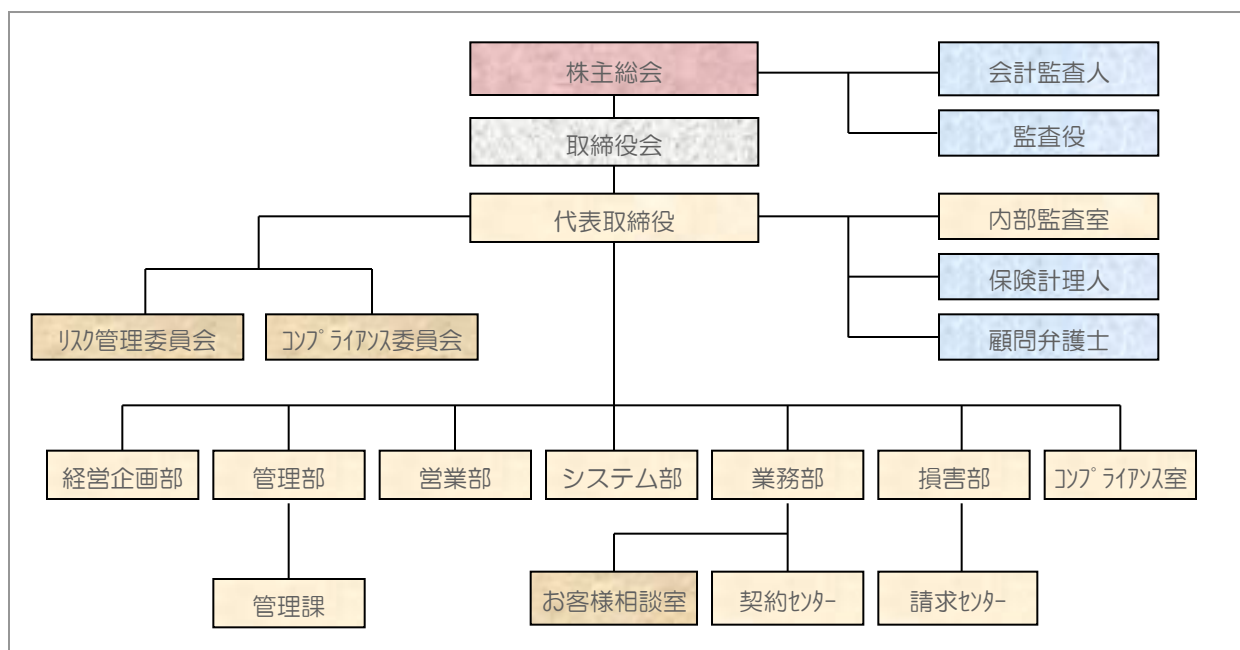 株主総会
会計監査人
取締役会
監査役
代表取締役
内部監査室
保険計理人
リスク管理委員会
コンプライアンス委員会
顧問弁護士
経営企画部
管理部
営業部
システム部
業務部
損害部
コンプライアンス室
管理課
お客様相談室
契約センター
請求センター